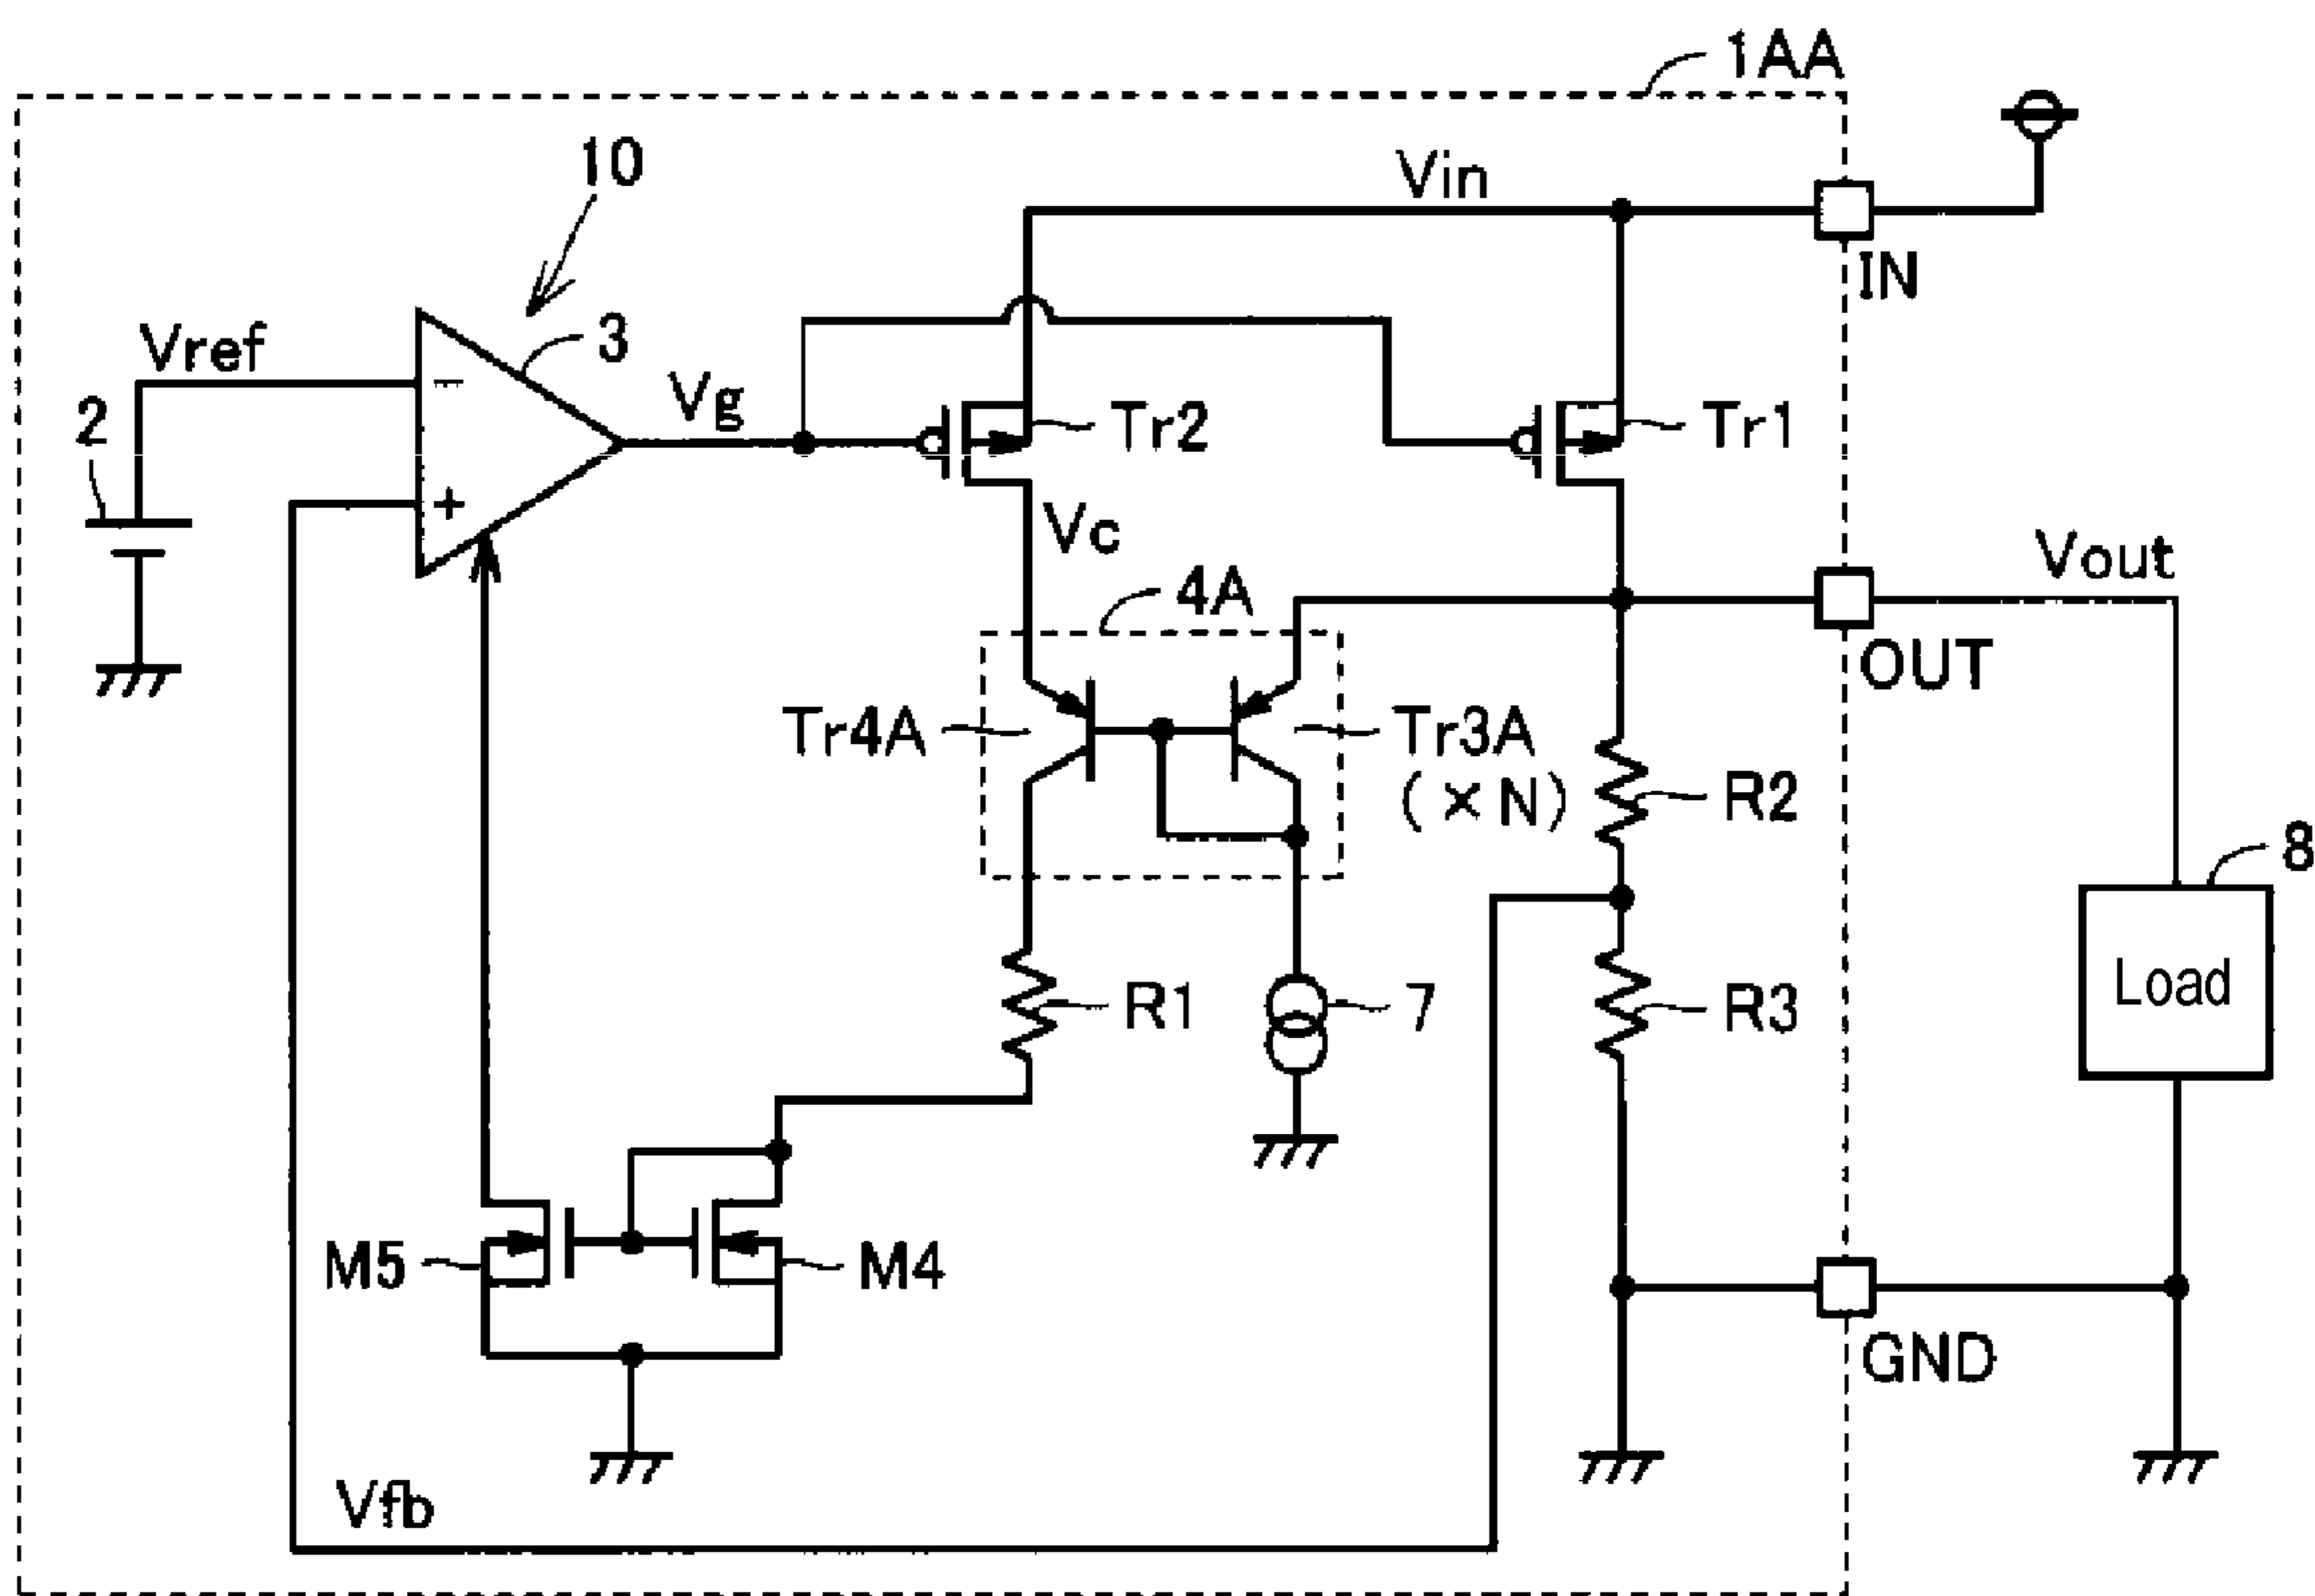 1AA
10
Vin
IN
Vref
3
Vg
2
Tr2
Tr1
−
+
Vc
Vout
4A
OUT
Tr4A
Tr3A
(×N)
R2
8
Load
R1
7
R3
M5
M4
GND
Vfb